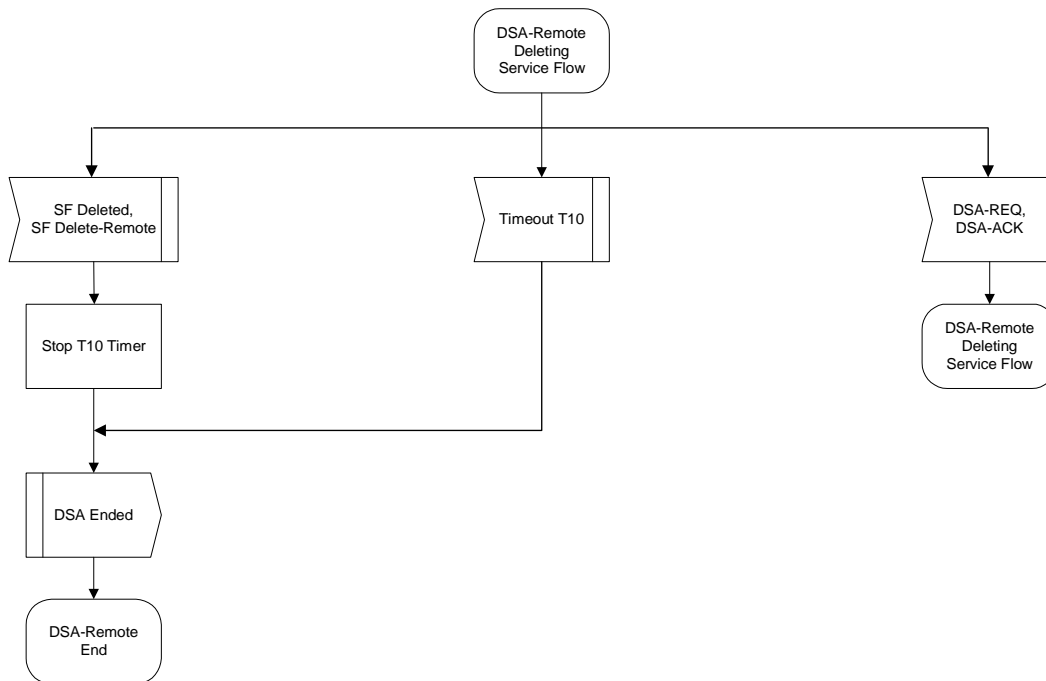 DSA-Remote
Deleting
Service Flow
SF Deleted,
SF Delete-Remote
Timeout T10
DSA-REQ,
DSA-ACK
Stop T10 Timer
DSA-Remote
Deleting
Service Flow
DSA Ended
DSA-Remote
End